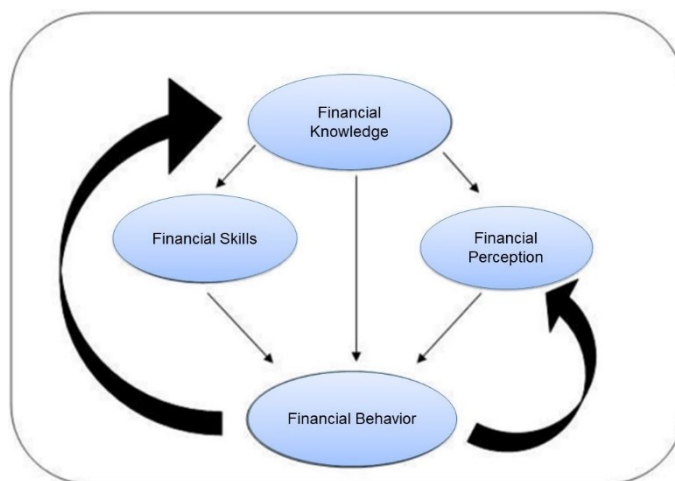 Financial
Knowledge
Financial Skills
Financial
Perception
Financial Behavior